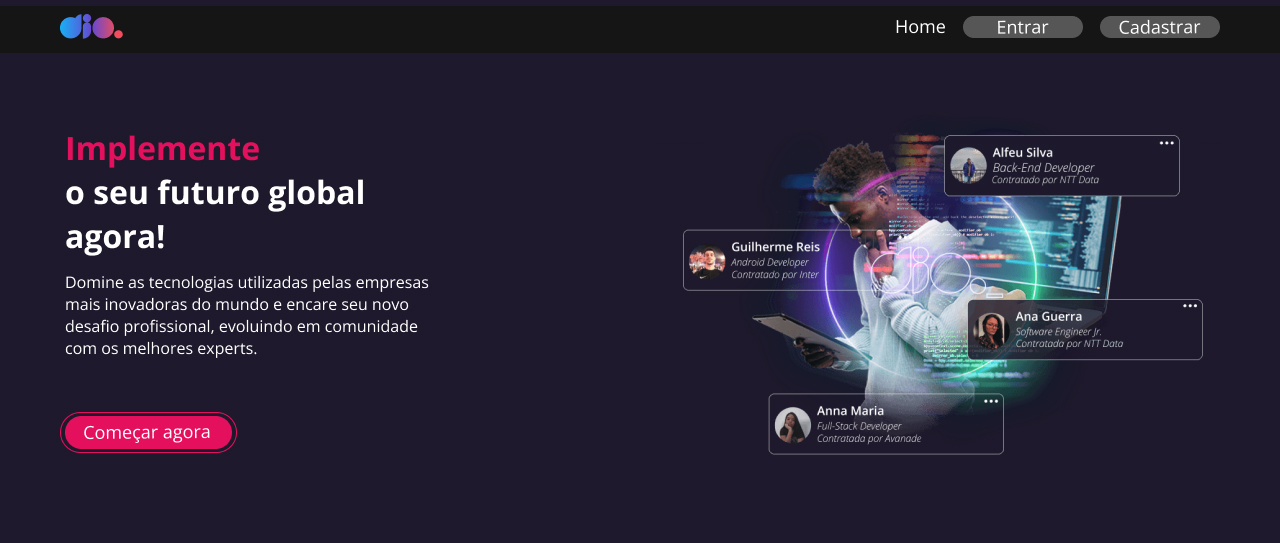 dio.
Home
Entrar
Cadastrar
Implemente
o seu futuro global
agora!
Domine as tecnologias utilizadas pelas empresas
mais inovadoras do mundo e encare seu novo
desafio profissional, evoluindo em comunidade
com os melhores experts.
Começar agora
Alfeu Silva
Back-End Developer
Contratado por NTT Data
Guilherme Reis
Android Developer
Contratado por Inter
dio.
Ana Guerra
Software Engineer Jr.
Contratada por NTT Data
Anna Maria
Full-Stack Developer
Contratada por Avanade